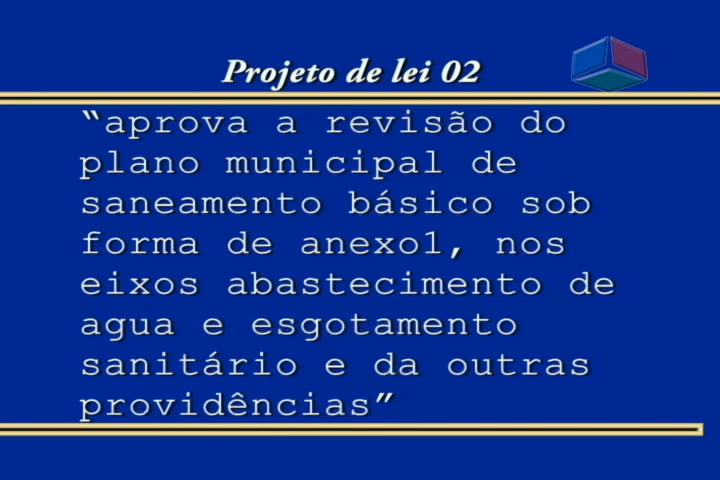 Projeto de lei 02
“aprova a revisão do
plano municipal de
saneamento básico sob
forma de anexo1, nos
eixos abastecimento de
agua e esgotamento
sanitário e da outras
providências”